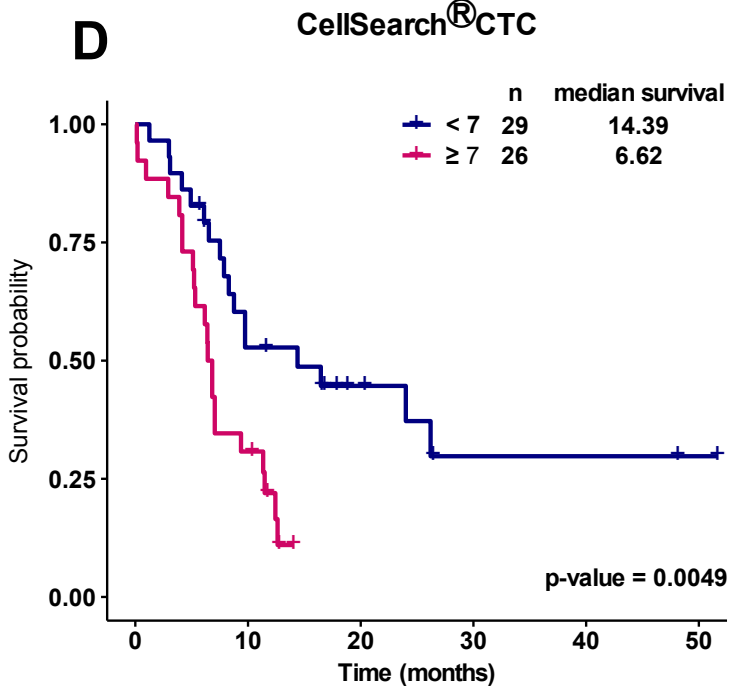 D
CellSearch®CTC
n median survival
< 7 29 14.39
≥ 7 26 6.62
1.00
0.75
0.50
0.25
0.00
Survival probability
p-value = 0.0049
0 10 20 30 40 50
Time (months)